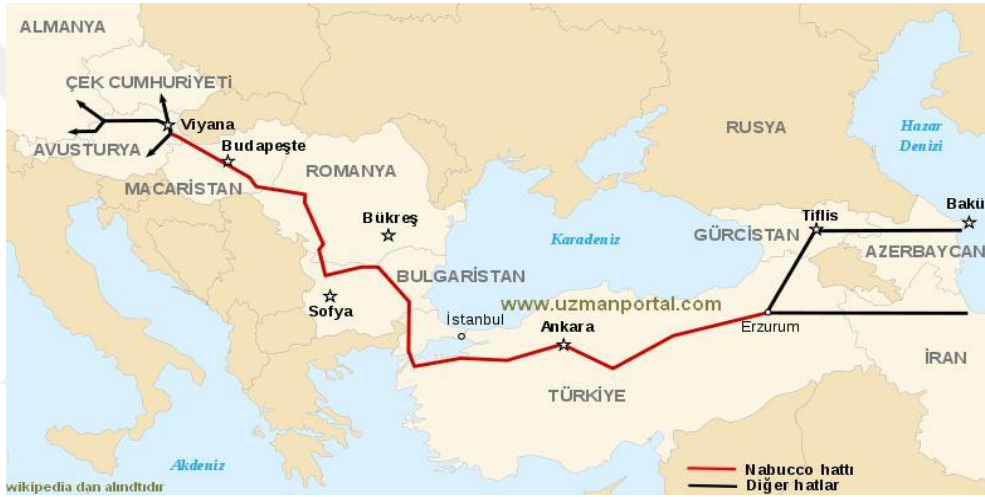 ALMANYA
ÇEK CUMHURİYETİ
Viyana
AVUSTURYA
Budapeşte
MACARİSTAN
ROMANYA
Bükreş
RUSYA
Hazar
Denizi
Bakü
Tiflis
GÜRCİSTAN
AZERBAYCAN
Karadeniz
BULGARİSTAN
Sofya
www.uzmanportal.com
İstanbul
Ankara
Erzurum
İRAN
TÜRKİYE
Akdeniz
Nabucco hattı
Diğer hatlar
wikipedia dan alındtıdır